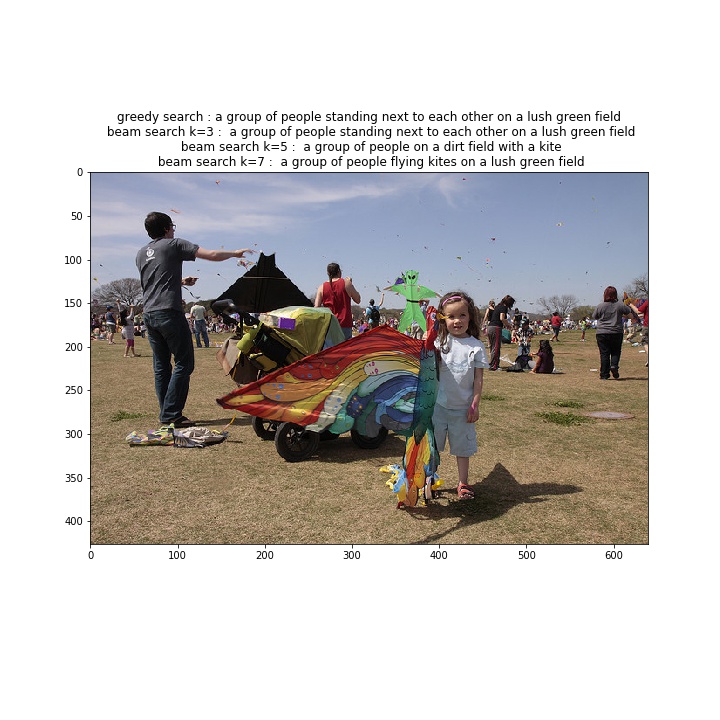 greedy search : a group of people standing next to each other on a lush green field
beam search k=3 :  a group of people standing next to each other on a lush green field
beam search k=5 :  a group of people on a dirt field with a kite
beam search k=7 :  a group of people flying kites on a lush green field
0
50
100
150
200
250
300
350
400
0 100 200 300 400 500 600